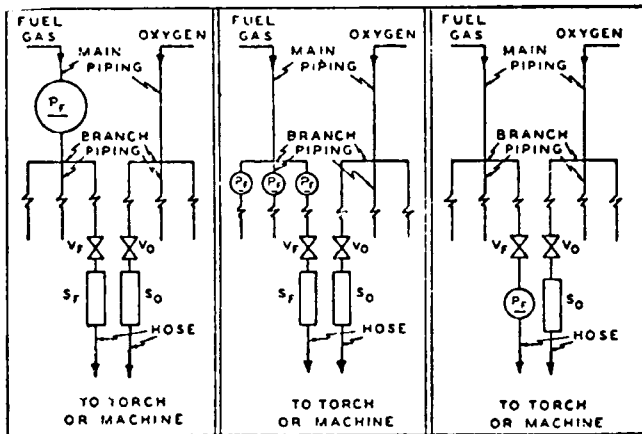 FUEL GAS
OXYGEN
MAIN PIPING
P_F
BRANCH PIPING
V_F
V_O
S_F
S_O
HOSE
TO TORCH
OR MACHINE
FUEL GAS
OXYGEN
MAIN PIPING
BRANCH PIPING
P_F
P_F
P_F
V_F
V_O
S_F
S_O
HOSE
TO TORCH
OR MACHINE
FUEL GAS
OXYGEN
MAIN PIPING
BRANCH PIPING
V_F
V_O
P_F
S_O
HOSE
TO TORCH
OR MACHINE